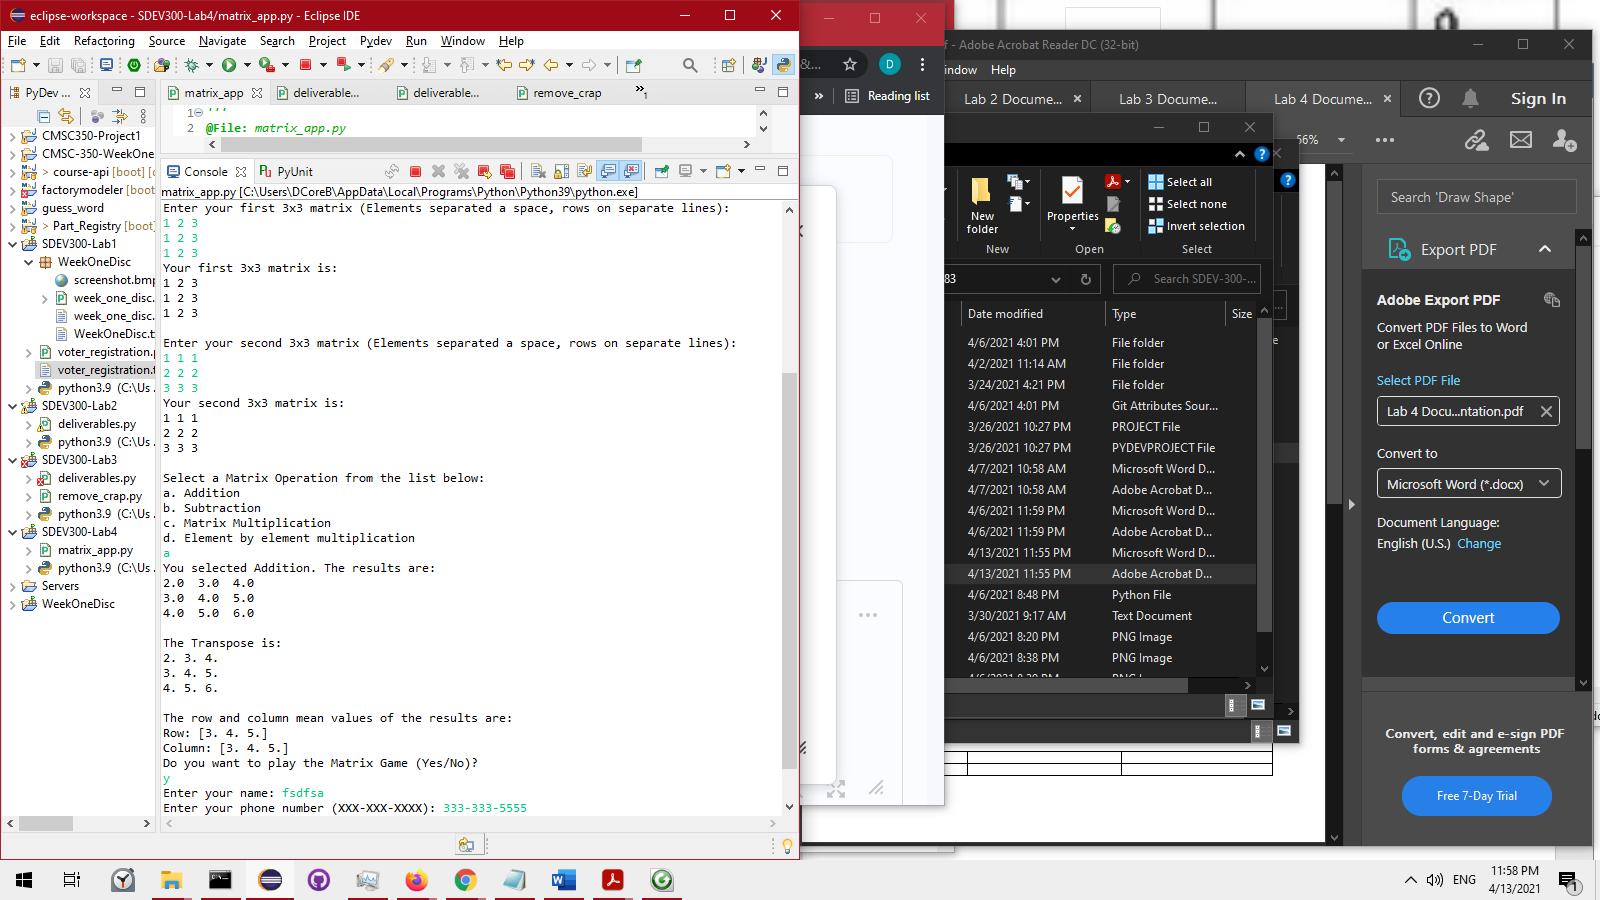 eclipse-workspace - SDEV300-Lab4/matrix_app.py - Eclipse IDE
File Edit Refactoring Source Navigate Search Project Pydev Run Window Help
PyDev ...
CMSC350-Project1
CMSC-350-WeekOne
> course-api [boot] [c
factorymodeler [boot
guess_word
> Part_Registry [boot]
SDEV300-Lab1
WeekOneDisc
screenshot.bmp
week_one_disc.
week_one_disc.
WeekOneDisc.t
voter_registration.
voter_registration.t
python3.9 (C:\Us
SDEV300-Lab2
deliverables.py
python3.9 (C:\Us
SDEV300-Lab3
deliverables.py
remove_crap.py
python3.9 (C:\Us
SDEV300-Lab4
matrix_app.py
python3.9 (C:\Us
Servers
WeekOneDisc
matrix_app
deliverable...
deliverable...
remove_crap
»1
1 '''
2 @File: matrix_app.py
Console
PyUnit
matrix_app.py [C:\Users\DCoreB\AppData\Local\Programs\Python\Python39\python.exe]
Enter your first 3x3 matrix (Elements separated a space, rows on separate lines):
1 2 3
1 2 3
1 2 3
Your first 3x3 matrix is:
1 2 3
1 2 3
1 2 3
Enter your second 3x3 matrix (Elements separated a space, rows on separate lines):
1 1 1
2 2 2
3 3 3
Your second 3x3 matrix is:
1 1 1
2 2 2
3 3 3
Select a Matrix Operation from the list below:
a. Addition
b. Subtraction
c. Matrix Multiplication
d. Element by element multiplication
a
You selected Addition. The results are:
2.0 3.0 4.0
3.0 4.0 5.0
4.0 5.0 6.0
The Transpose is:
2. 3. 4.
3. 4. 5.
4. 5. 6.
The row and column mean values of the results are:
Row: [3. 4. 5.]
Column: [3. 4. 5.]
Do you want to play the Matrix Game (Yes/No)?
y
Enter your name: fsdfsa
Enter your phone number (XXX-XXX-XXXX): 333-333-5555
&...
D
»
Reading list
f - Adobe Acrobat Reader DC (32-bit)
indow Help
Lab 2 Docume...
Lab 3 Docume...
Lab 4 Docume...
Sign In
56%
New folder
New
Properties
Open
Select all
Select none
Invert selection
Select
83
Search SDEV-300-...
Date modified Type Size
4/6/2021 4:01 PM File folder
4/2/2021 11:14 AM File folder
3/24/2021 4:21 PM File folder
4/6/2021 4:01 PM Git Attributes Sour...
3/26/2021 10:27 PM PROJECT File
3/26/2021 10:27 PM PYDEVPROJECT File
4/7/2021 10:58 AM Microsoft Word D...
4/7/2021 10:58 AM Adobe Acrobat D...
4/6/2021 11:59 PM Microsoft Word D...
4/6/2021 11:59 PM Adobe Acrobat D...
4/13/2021 11:55 PM Microsoft Word D...
4/13/2021 11:55 PM Adobe Acrobat D...
4/6/2021 8:48 PM Python File
3/30/2021 9:17 AM Text Document
4/6/2021 8:20 PM PNG Image
4/6/2021 8:38 PM PNG Image
Search 'Draw Shape'
Export PDF
Adobe Export PDF
Convert PDF Files to Word
or Excel Online
Select PDF File
Lab 4 Docu...ntation.pdf
Convert to
Microsoft Word (*.docx)
Document Language:
English (U.S.) Change
Convert
Convert, edit and e-sign PDF
forms & agreements
Free 7-Day Trial
ENG
11:58 PM
4/13/2021
1